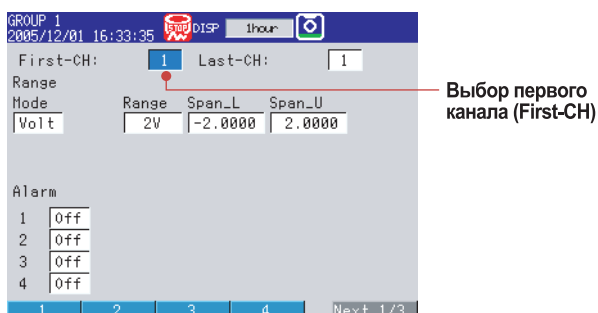 GROUP 1
2005/12/01 16:33:35 STOP DISP 1hour
First-CH: 1 Last-CH: 1
Range
Mode Range Span_L Span_U
Volt 2V -2.0000 2.0000
Выбор первого
канала (First-CH)
Alarm
1 Off
2 Off
3 Off
4 Off
1 2 3 4 Next 1/3